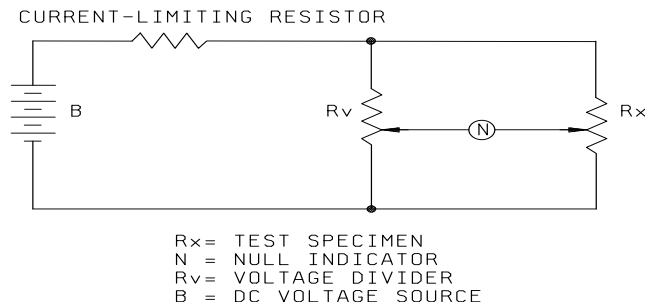 CURRENT-LIMITING RESISTOR
B
Rv
N
Rx
Rx= TEST SPECIMEN
N = NULL INDICATOR
Rv= VOLTAGE DIVIDER
B = DC VOLTAGE SOURCE